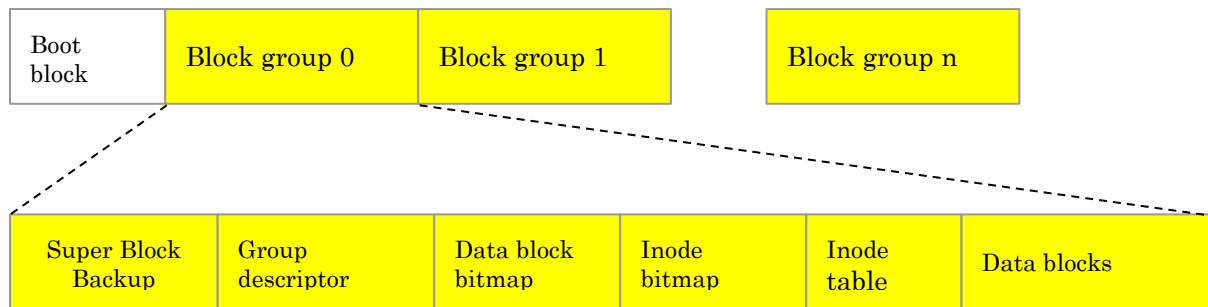 Boot
block
Block group 0
Block group 1
Block group n
Super Block
Backup
Group
descriptor
Data block
bitmap
Inode
bitmap
Inode
table
Data blocks